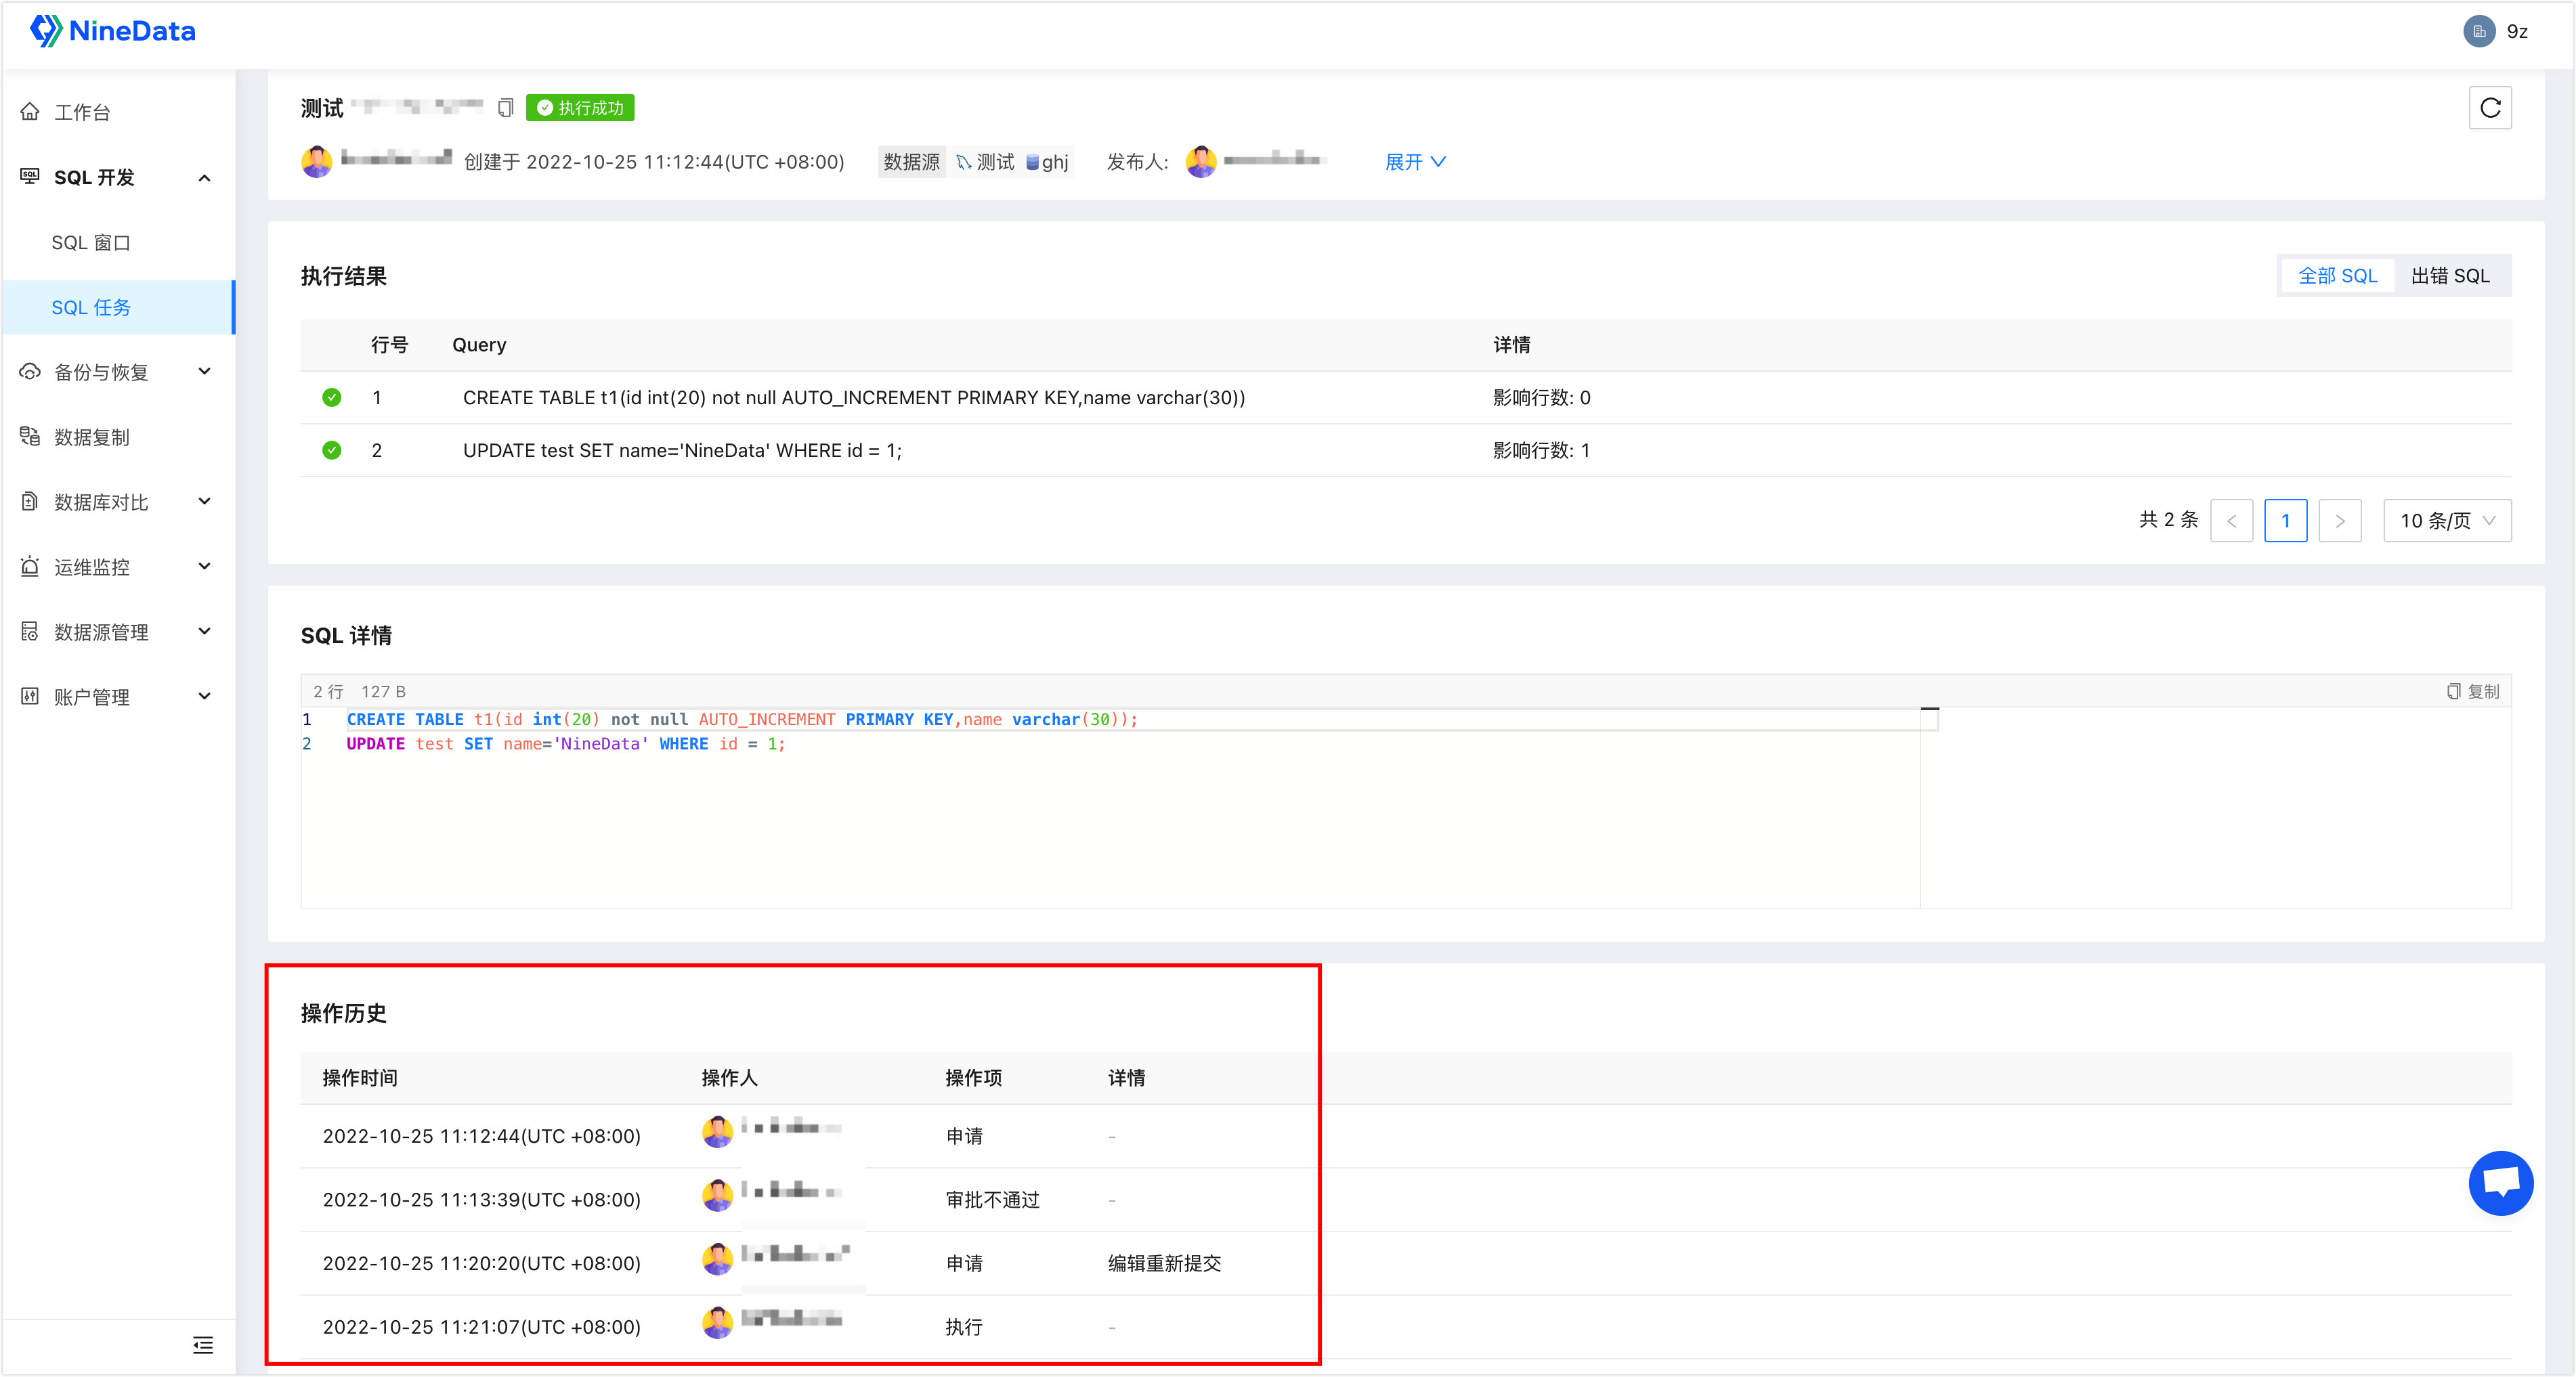 NineData
9z
工作台
SQL 开发
SQL 窗口
SQL 任务
备份与恢复
数据复制
数据库对比
运维监控
数据源管理
账户管理
测试 执行成功
创建于 2022-10-25 11:12:44(UTC +08:00) 数据源 测试 ghj 发布人: 展开
执行结果 全部 SQL 出错 SQL
行号 Query 详情
1 CREATE TABLE t1(id int(20) not null AUTO_INCREMENT PRIMARY KEY,name varchar(30)) 影响行数: 0
2 UPDATE test SET name='NineData' WHERE id = 1; 影响行数: 1
共 2 条 < 1 > 10 条/页
SQL 详情
2 行 127 B 复制
1 CREATE TABLE t1(id int(20) not null AUTO_INCREMENT PRIMARY KEY,name varchar(30));
2 UPDATE test SET name='NineData' WHERE id = 1;
操作历史
操作时间 操作人 操作项 详情
2022-10-25 11:12:44(UTC +08:00) 申请 -
2022-10-25 11:13:39(UTC +08:00) 审批不通过 -
2022-10-25 11:20:20(UTC +08:00) 申请 编辑重新提交
2022-10-25 11:21:07(UTC +08:00) 执行 -